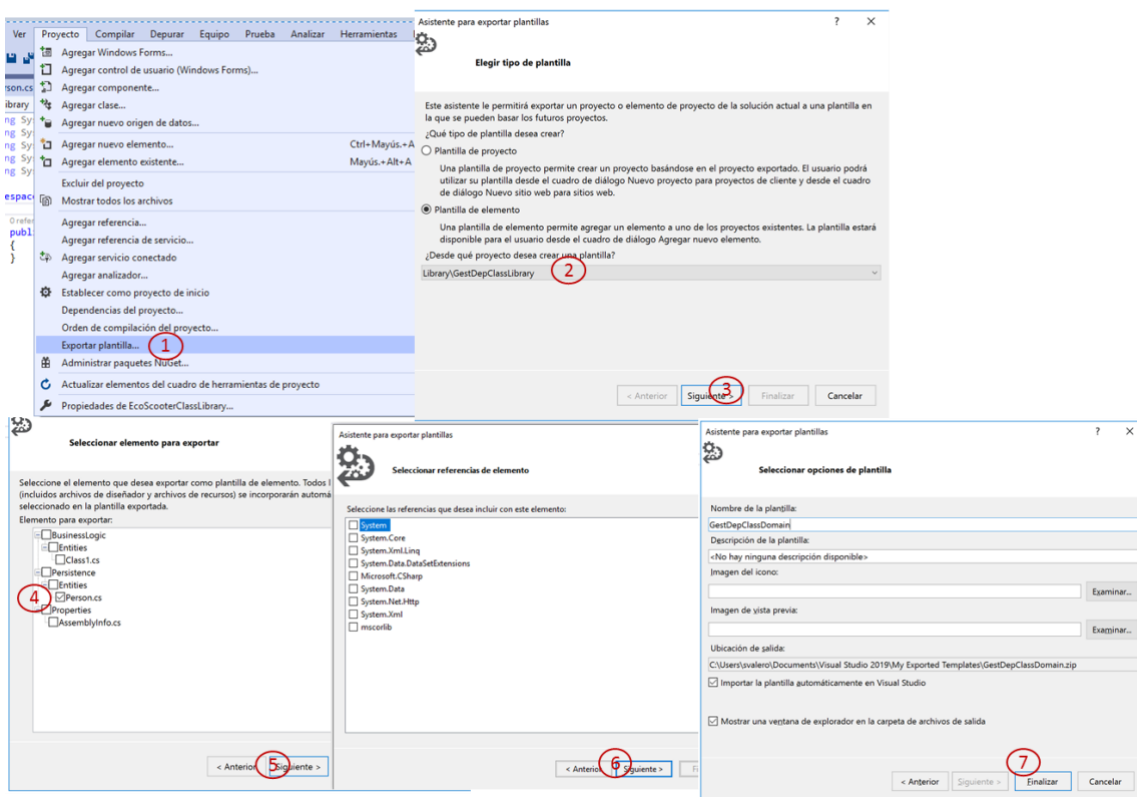 Ver Proyecto Compilar Depurar Equipo Prueba Analizar Herramientas
Agregar Windows Forms...
Agregar control de usuario (Windows Forms)...
Agregar componente...
Agregar clase...
Agregar nuevo origen de datos...
Agregar nuevo elemento... Ctrl+Mayús.+A
Agregar elemento existente... Mayús.+Alt+A
Excluir del proyecto
Mostrar todos los archivos
Agregar referencia...
Agregar referencia de servicio...
Agregar servicio conectado
Agregar analizador...
Establecer como proyecto de inicio
Dependencias del proyecto...
Orden de compilación del proyecto...
Exportar plantilla... 1
Administrar paquetes NuGet...
Actualizar elementos del cuadro de herramientas de proyecto
Propiedades de EcoScooterClassLibrary...
son.cs
ibrary
ng Sy
ng Sy
ng Sy
ng Sy
ng Sy
espac
0 refer
publ
{
}
Asistente para exportar plantillas ? X
Elegir tipo de plantilla
Este asistente le permitirá exportar un proyecto o elemento de proyecto de la solución actual a una plantilla en
la que se pueden basar los futuros proyectos.
¿Qué tipo de plantilla desea crear?
Plantilla de proyecto
Una plantilla de proyecto permite crear un proyecto basándose en el proyecto exportado. El usuario podrá
utilizar su plantilla desde el cuadro de diálogo Nuevo proyecto para proyectos de cliente y desde el cuadro
de diálogo Nuevo sitio web para sitios web.
Plantilla de elemento
Una plantilla de elemento permite agregar un elemento a uno de los proyectos existentes. La plantilla estará
disponible para el usuario desde el cuadro de diálogo Agregar nuevo elemento.
¿Desde qué proyecto desea crear una plantilla?
Library\GestDepClassLibrary 2
< Anterior Siguiente > 3 Finalizar Cancelar
Seleccionar elemento para exportar
Seleccione el elemento que desea exportar como plantilla de elemento. Todos l
(incluidos archivos de diseñador y archivos de recursos) se incorporarán automá
seleccionado en la plantilla exportada.
Elemento para exportar:
BusinessLogic
Entities
Class1.cs
Persistence
Entities
4 Person.cs
Properties
AssemblyInfo.cs
< Anterior 5 Siguiente >
Asistente para exportar plantillas
Seleccionar referencias de elemento
Seleccione las referencias que desea incluir con este elemento:
System
System.Core
System.Xml.Linq
System.Data.DataSetExtensions
Microsoft.CSharp
System.Data
System.Net.Http
System.Xml
mscorlib
< Anterior 6 Siguiente > Fi
Asistente para exportar plantillas ? X
Seleccionar opciones de plantilla
Nombre de la plantilla:
GestDepClassDomain
Descripción de la plantilla:
<No hay ninguna descripción disponible>
Imagen del icono:
Examinar...
Imagen de vista previa:
Examinar...
Ubicación de salida:
C:\Users\svalero\Documents\Visual Studio 2019\My Exported Templates\GestDepClassDomain.zip
Importar la plantilla automáticamente en Visual Studio
Mostrar una ventana de explorador en la carpeta de archivos de salida
7
< Anterior Siguiente > Finalizar Cancelar